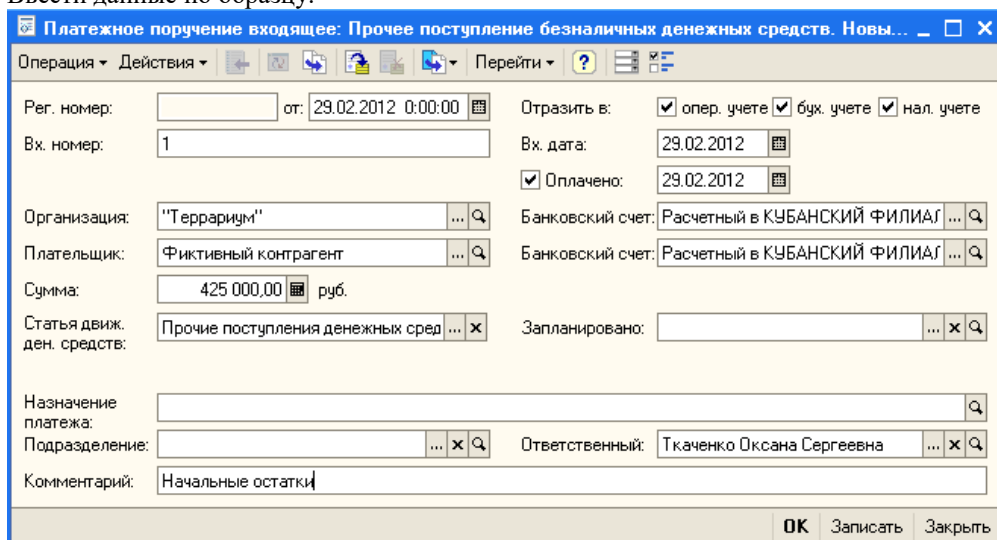 Ввести данные по образцу.
Платежное поручение входящее: Прочее поступление безналичных денежных средств. Новы...
Операция Действия Перейти ?
Рег. номер: от: 29.02.2012 0:00:00 Отразить в: опер. учете бух. учете нал. учете
Вх. номер: 1 Вх. дата: 29.02.2012
Оплачено: 29.02.2012
Организация: "Террариум" ... Банковский счет: Расчетный в КУБАНСКИЙ ФИЛИАЛ ...
Плательщик: Фиктивный контрагент ... Банковский счет: Расчетный в КУБАНСКИЙ ФИЛИАЛ ...
Сумма: 425 000,00 руб.
Статья движ. ден. средств: Прочие поступления денежных сред ... x Запланировано: ... x
Назначение платежа:
Подразделение: ... x Ответственный: Ткаченко Оксана Сергеевна ... x
Комментарий: Начальные остатки
OK Записать Закрыть